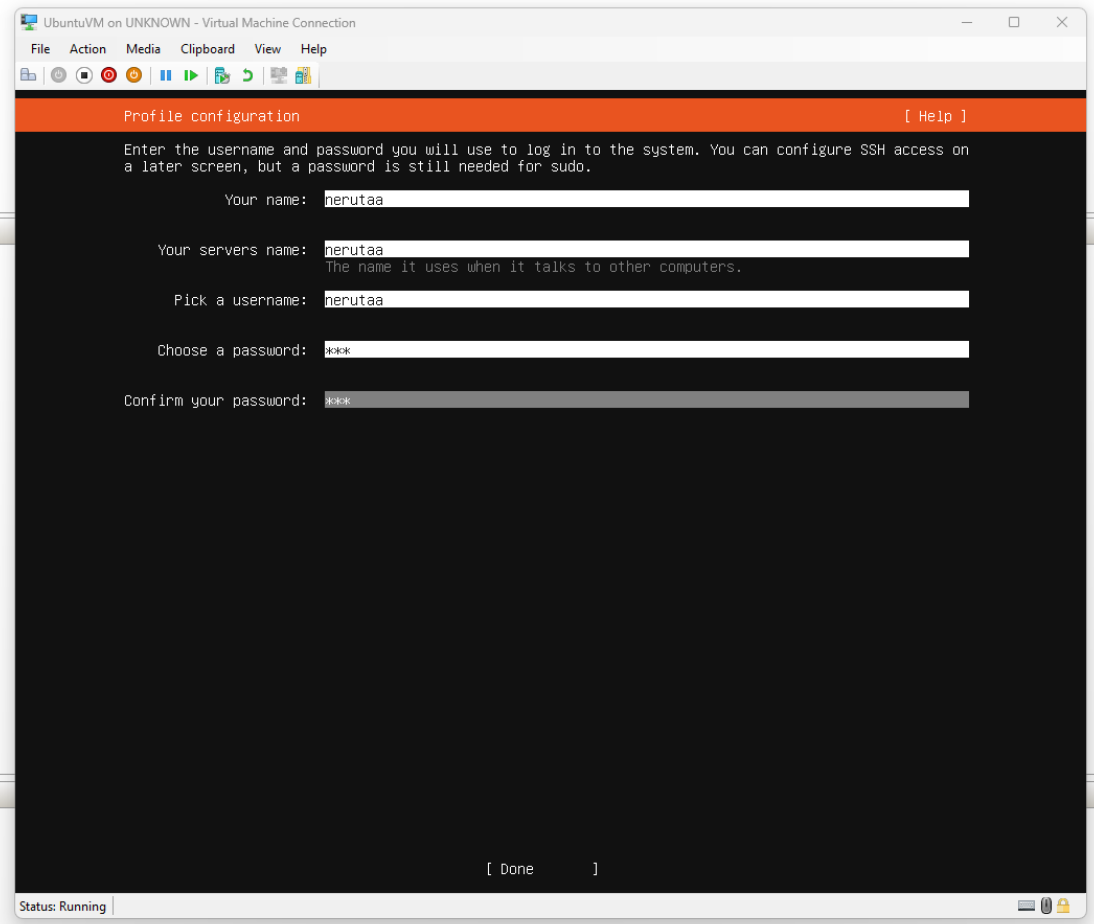 UbuntuVM on UNKNOWN - Virtual Machine Connection
File Action Media Clipboard View Help
Profile configuration [ Help ]
Enter the username and password you will use to log in to the system. You can configure SSH access on
a later screen, but a password is still needed for sudo.
Your name: nerutaa
Your servers name: nerutaa
The name it uses when it talks to other computers.
Pick a username: nerutaa
Choose a password: ***
Confirm your password: ***
[ Done ]
Status: Running